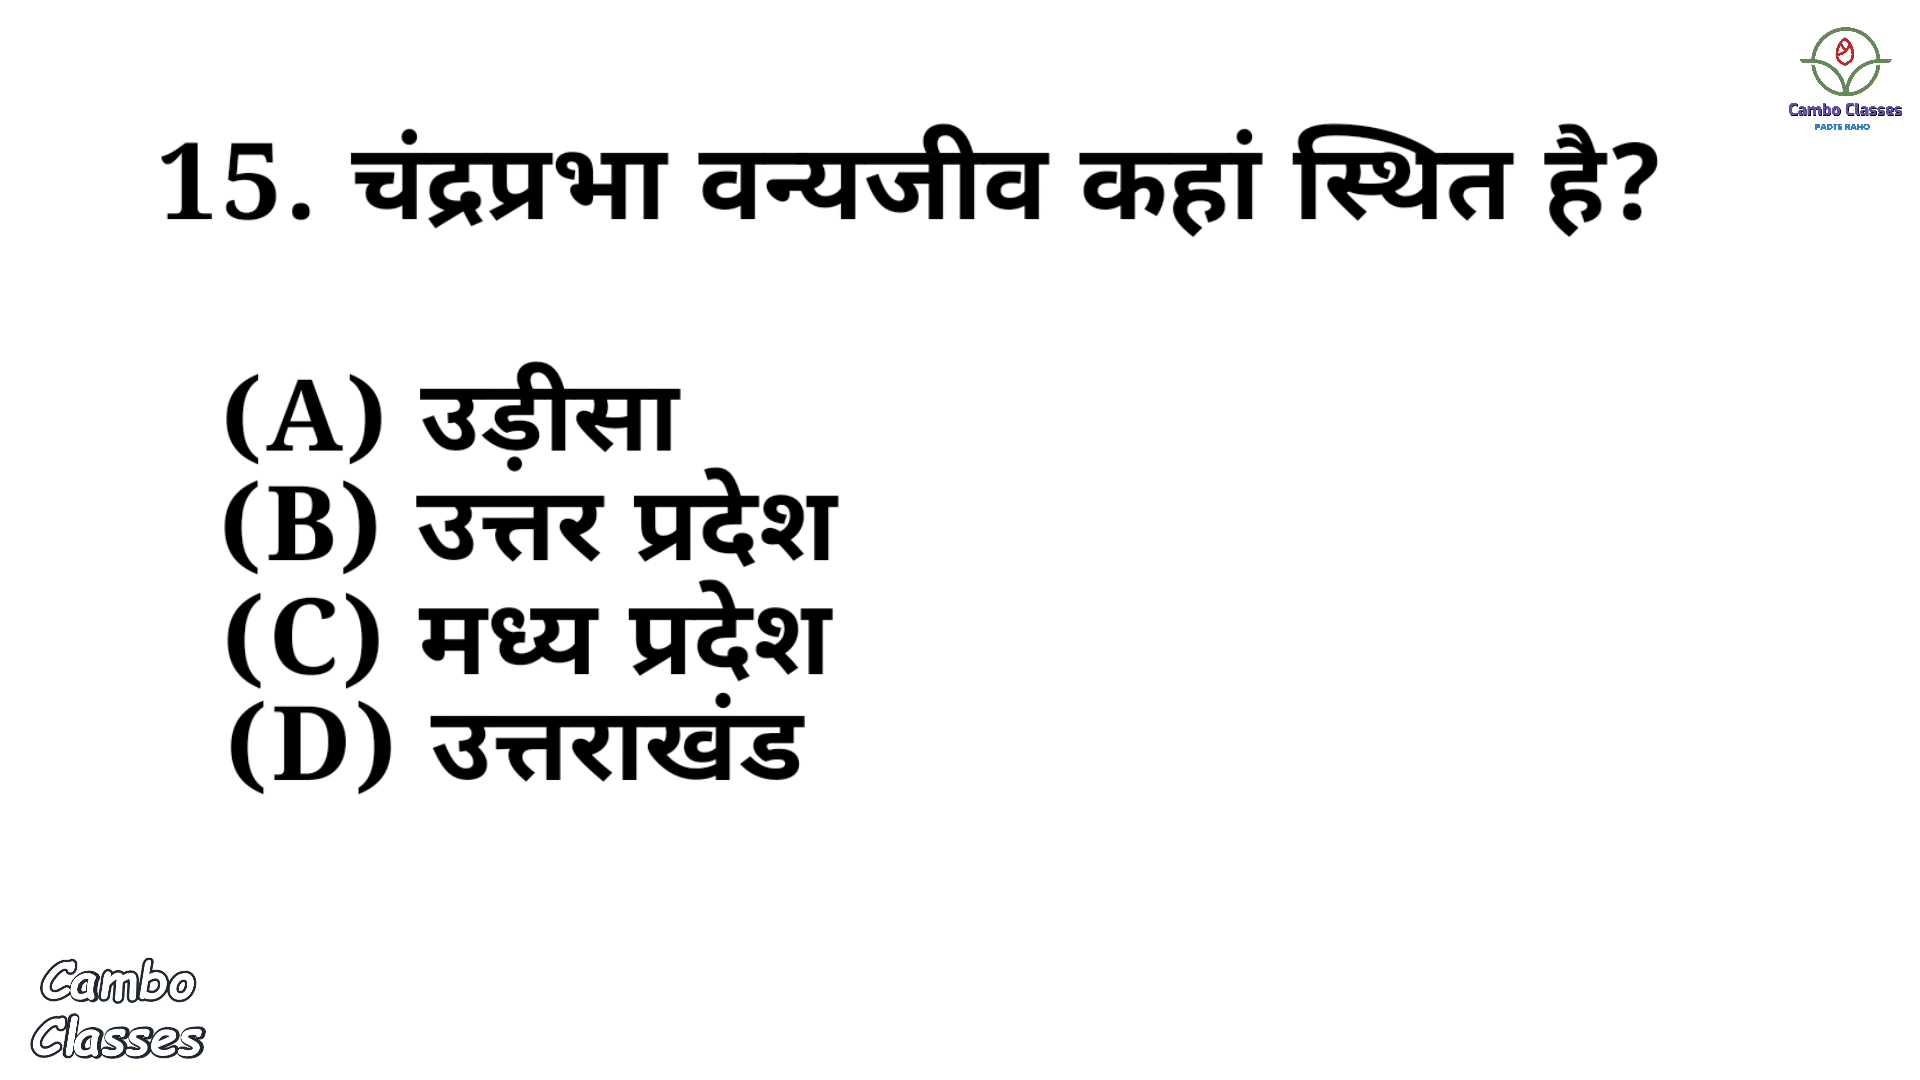 Cambo Classes
PADTE RAHO
15. चंद्रप्रभा वन्यजीव कहां स्थित है?
(A) उड़ीसा
(B) उत्तर प्रदेश
(C) मध्य प्रदेश
(D) उत्तराखंड
Cambo
Classes